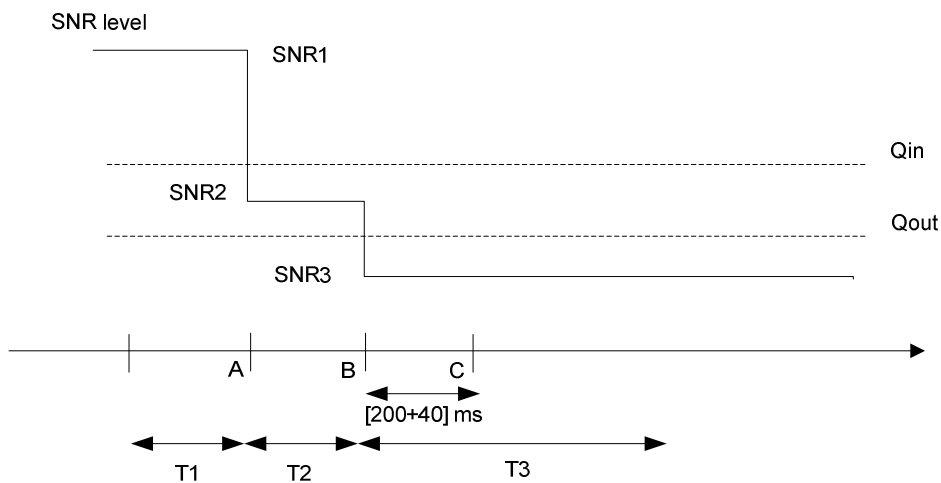 SNR level
SNR1
Qin
SNR2
Qout
SNR3
A
B
C
[200+40] ms
T1
T2
T3